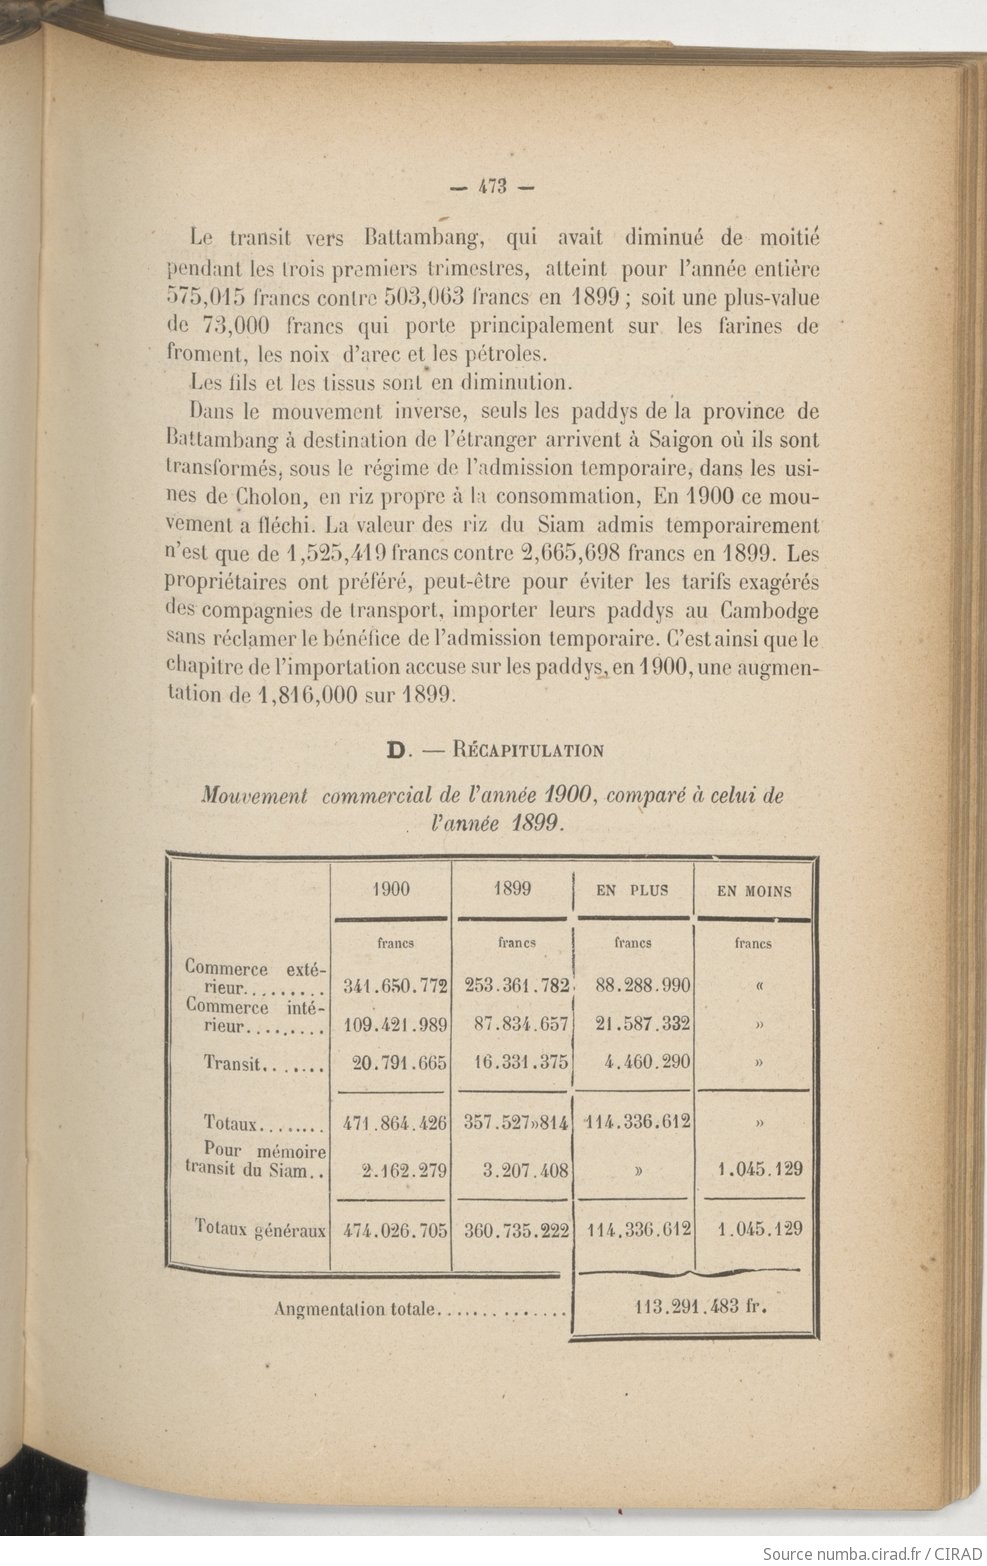 — 473 —
Le transit vers Battambang, qui avait diminué de moitié
pendant les trois premiers trimestres, atteint pour l'année entière
575,015 francs contre 503,063 francs en 1899 ; soit une plus-value
de 73,000 francs qui porte principalement sur les farines de
froment, les noix d'arec et les pétroles.
Les fils et les tissus sont en diminution.
Dans le mouvement inverse, seuls les paddys de la province de
Battambang à destination de l'étranger arrivent à Saigon où ils sont
transformés, sous le régime de l'admission temporaire, dans les usi-
nes de Cholon, en riz propre à la consommation, En 1900 ce mou-
vement a fléchi. La valeur des riz du Siam admis temporairement
n'est que de 1,525,419 francs contre 2,665,698 francs en 1899. Les
propriétaires ont préféré, peut-être pour éviter les tarifs exagérés
des compagnies de transport, importer leurs paddys au Cambodge
sans réclamer le bénéfice de l'admission temporaire. C'est ainsi que le
chapitre de l'importation accuse sur les paddys, en 1900, une augmen-
tation de 1,816,000 sur 1899.
D. — RÉCAPITULATION
Mouvement commercial de l'année 1900, comparé à celui de
l'année 1899.
1900 1899 EN PLUS EN MOINS
francs francs francs francs
Commerce exté-
rieur......... 341.650.772 253.361.782 88.288.990 «
Commerce inté-
rieur......... 109.421.989 87.834.657 21.587.332 »
Transit....... 20.791.665 16.331.375 4.460.290 »
Totaux........ 471.864.426 357.527»814 114.336.612 »
Pour mémoire
transit du Siam.. 2.162.279 3.207.408 » 1.045.129
Totaux généraux 474.026.705 360.735.222 114.336.612 1.045.129
Angmentation totale.............. 113.291.483 fr.
Source numba.cirad.fr / CIRAD